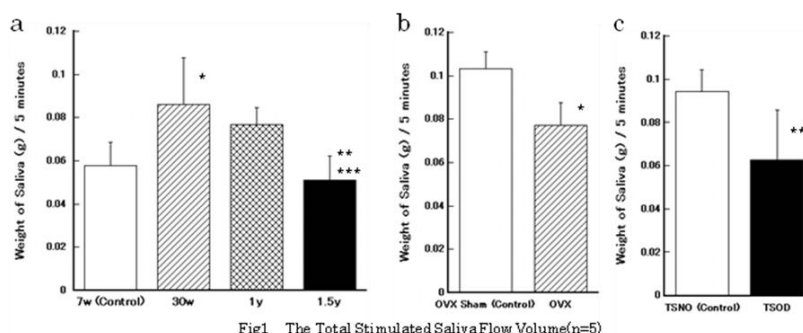 a
Weight of Saliva (g) / 5 minutes
0.12
0.1
0.08
0.06
0.04
0.02
0
*
**
***
7w (Control) 30w 1y 1.5y
b
Weight of Saliva (g) / 5 minutes
0.12
0.1
0.08
0.06
0.04
0.02
0
*
OVX Sham (Control) OVX
c
Weight of Saliva (g) / 5 minutes
0.12
0.1
0.08
0.06
0.04
0.02
0
**
TSNO (Control) TSOD
Fig1 The Total Stimulated Saliva Flow Volume(n=5)